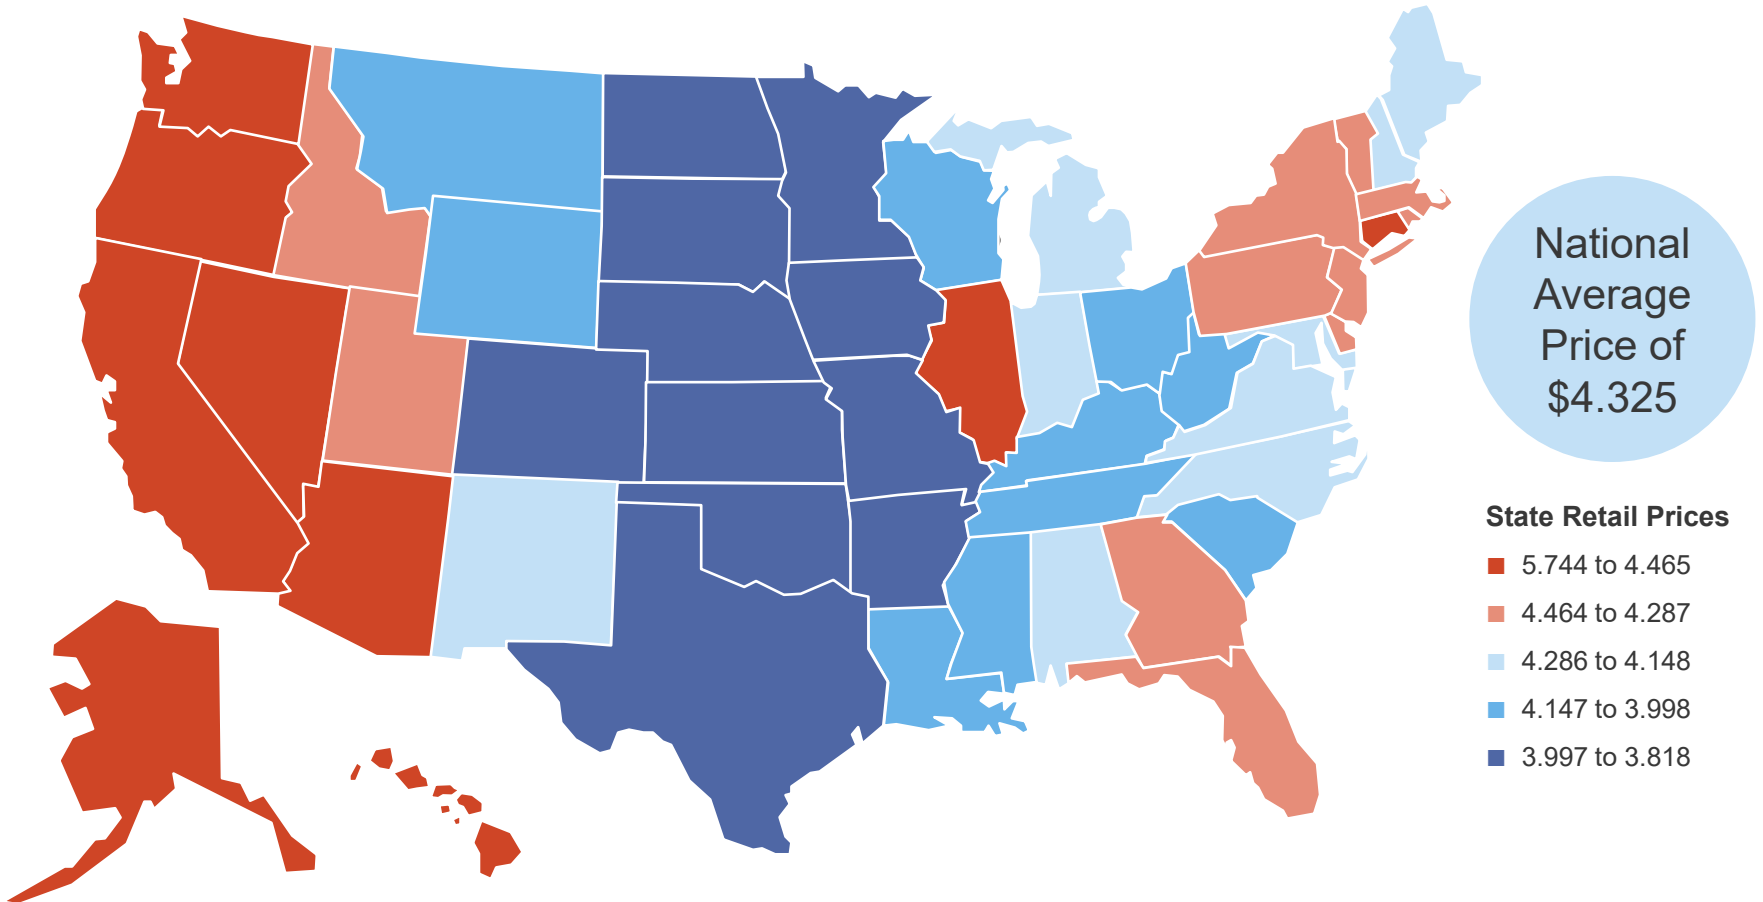 National
Average
Price of
$4.325
State Retail Prices
5.744 to 4.465
4.464 to 4.287
4.286 to 4.148
4.147 to 3.998
3.997 to 3.818